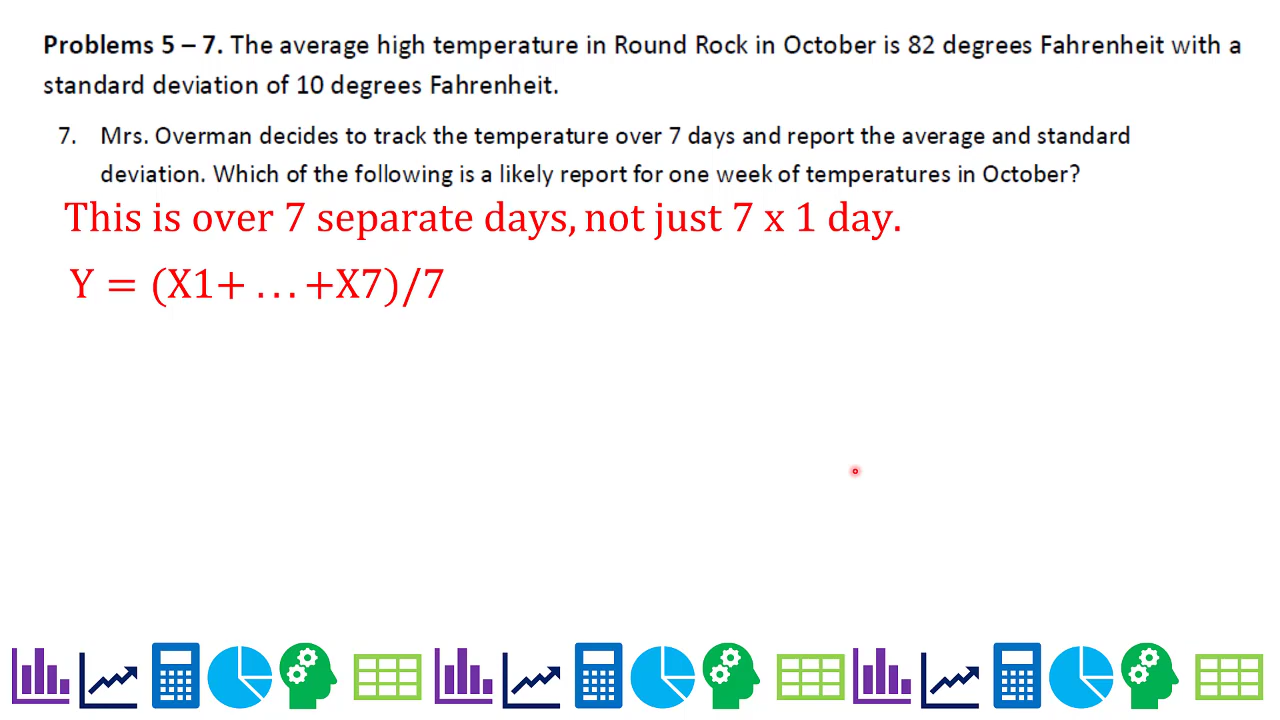 Problems 5 – 7. The average high temperature in Round Rock in October is 82 degrees Fahrenheit with a
standard deviation of 10 degrees Fahrenheit.
7. Mrs. Overman decides to track the temperature over 7 days and report the average and standard
deviation. Which of the following is a likely report for one week of temperatures in October?
This is over 7 separate days, not just 7 x 1 day.
Y = (X1+ ... +X7)/7